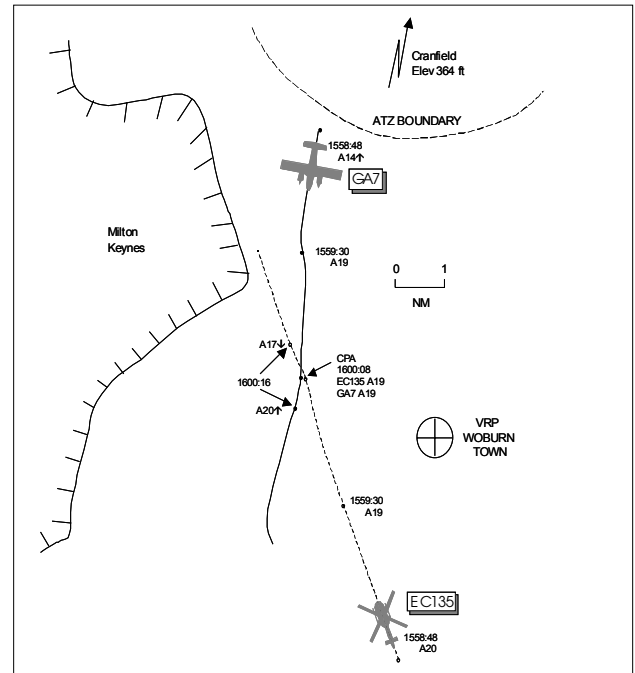 Cranfield
Elev 364 ft
ATZ BOUNDARY
1558:48
A14↑
GA7
Milton
Keynes
1559:30
A19
0 1
NM
A17↓
CPA
1600:08
EC135 A19
GA7 A19
1600:16
A20↑
VRP
WOBURN
TOWN
1559:30
A19
EC135
1558:48
A20